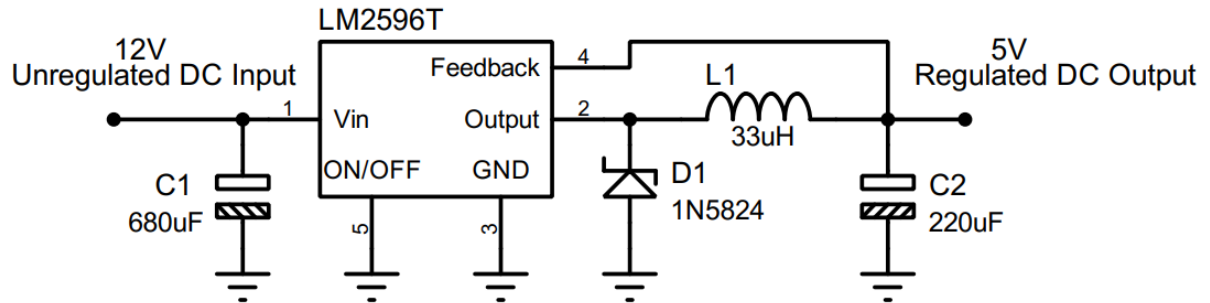 LM2596T
12V
Unregulated DC Input
5V
Regulated DC Output
Feedback
4
L1
33uH
1
Vin
Output
2
ON/OFF
GND
C1
680uF
D1
1N5824
C2
220uF
5
3